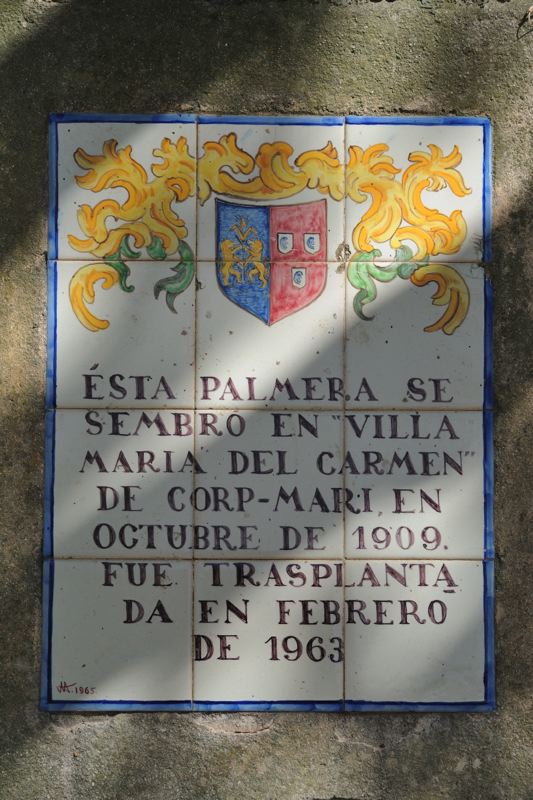 ÉSTA PALMERA SE
SEMBRO EN "VILLA
MARIA DEL CARMEN"
DE CORP-MARI, EN
OCTUBRE DE 1909.
FUE TRASPLANTA
DA EN FEBRERO
DE 1963
1965